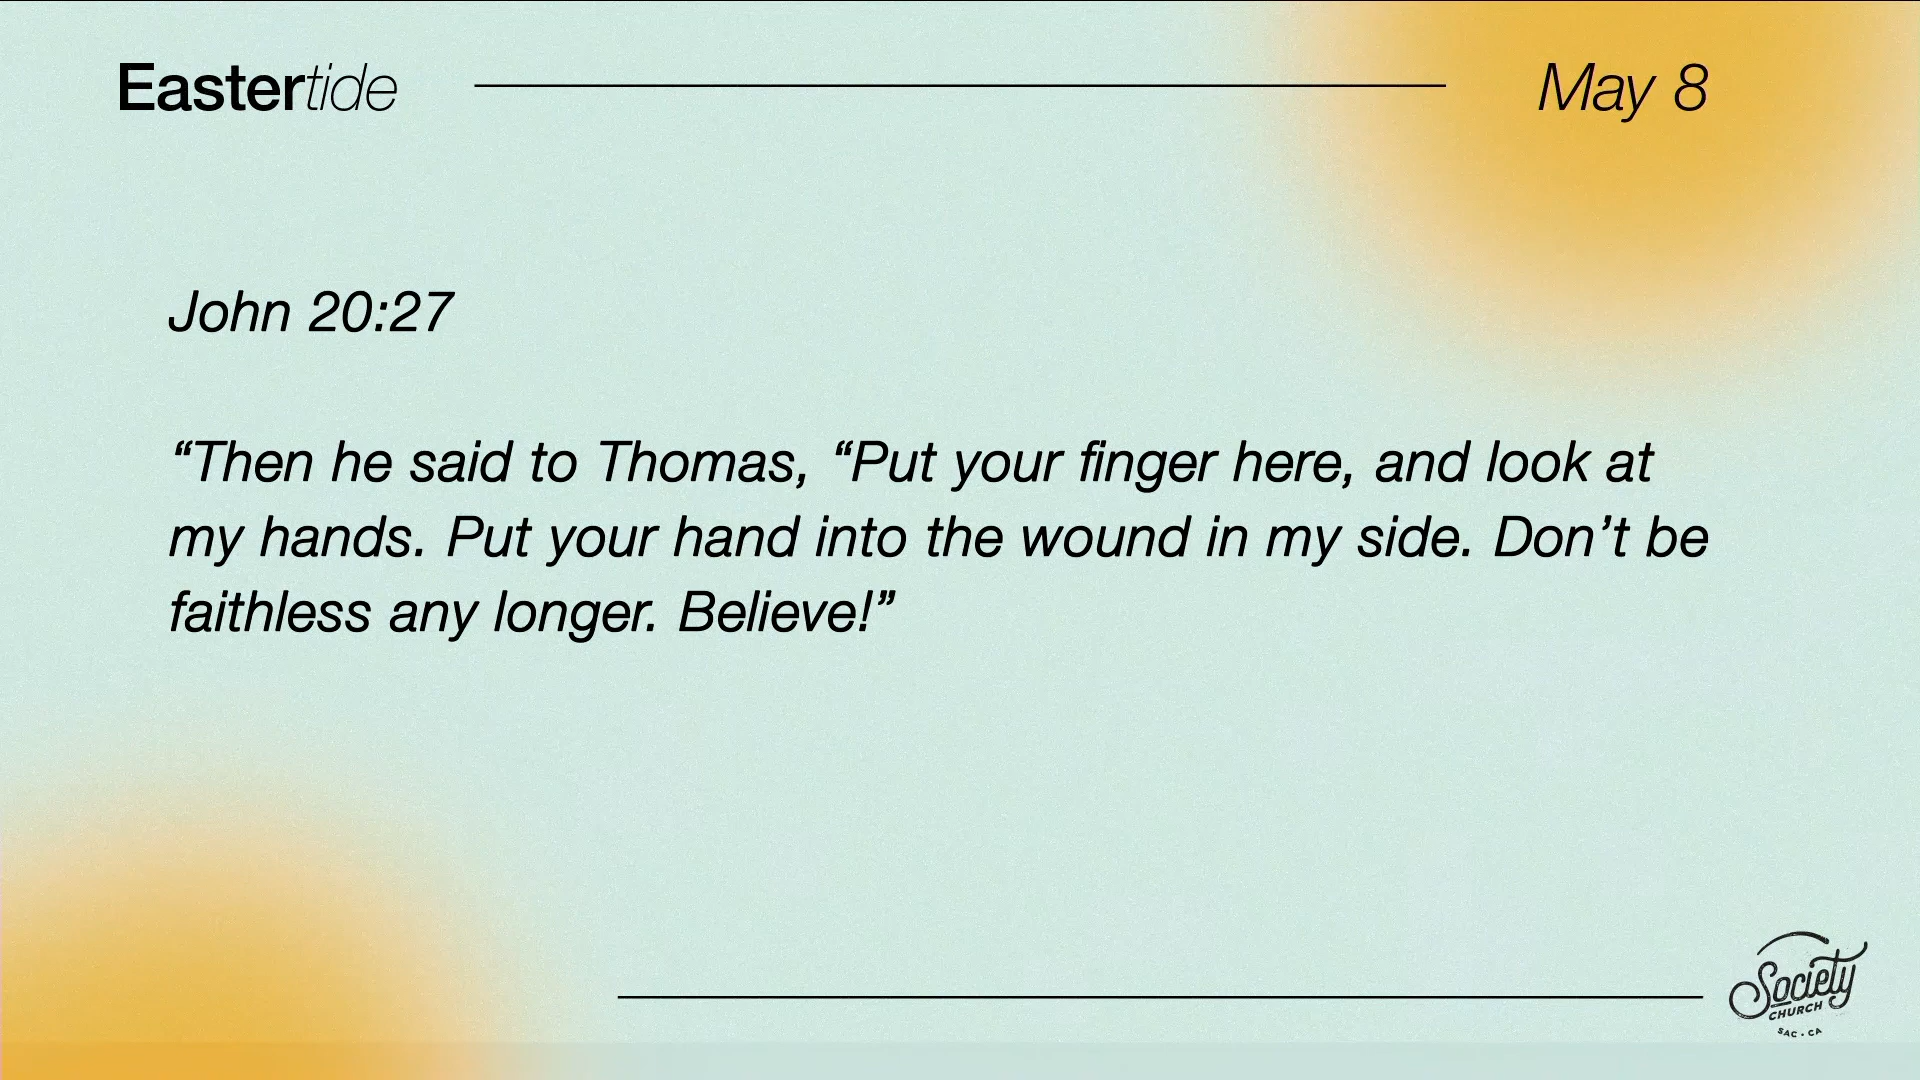 Eastertide
May 8
John 20:27
“Then he said to Thomas, “Put your finger here, and look at
my hands. Put your hand into the wound in my side. Don’t be
faithless any longer. Believe!”
Society
CHURCH
SAC • CA